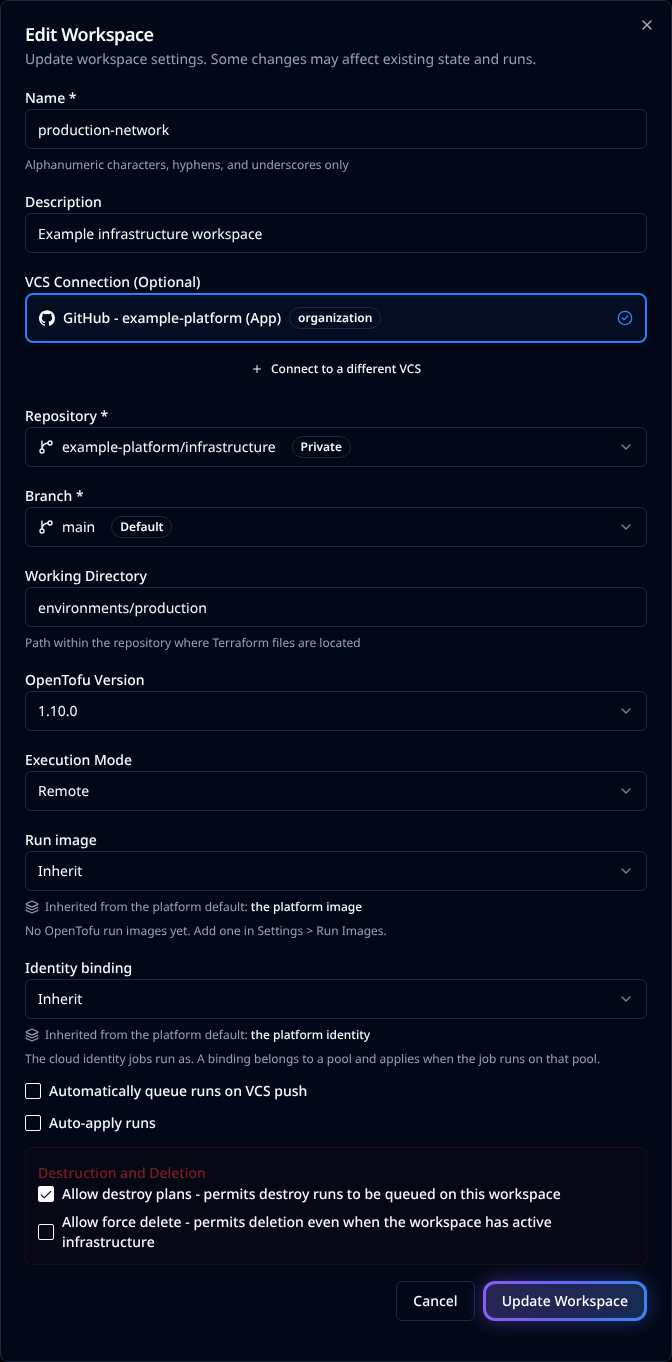 Edit Workspace
Update workspace settings. Some changes may affect existing state and runs.
Name *
production-network
Alphanumeric characters, hyphens, and underscores only
Description
Example infrastructure workspace
VCS Connection (Optional)
GitHub - example-platform (App) organization
+ Connect to a different VCS
Repository *
example-platform/infrastructure Private
Branch *
main Default
Working Directory
environments/production
Path within the repository where Terraform files are located
OpenTofu Version
1.10.0
Execution Mode
Remote
Run image
Inherit
Inherited from the platform default: the platform image
No OpenTofu run images yet. Add one in Settings > Run Images.
Identity binding
Inherit
Inherited from the platform default: the platform identity
The cloud identity jobs run as. A binding belongs to a pool and applies when the job runs on that pool.
Automatically queue runs on VCS push
Auto-apply runs
Destruction and Deletion
Allow destroy plans - permits destroy runs to be queued on this workspace
Allow force delete - permits deletion even when the workspace has active
infrastructure
Cancel Update Workspace